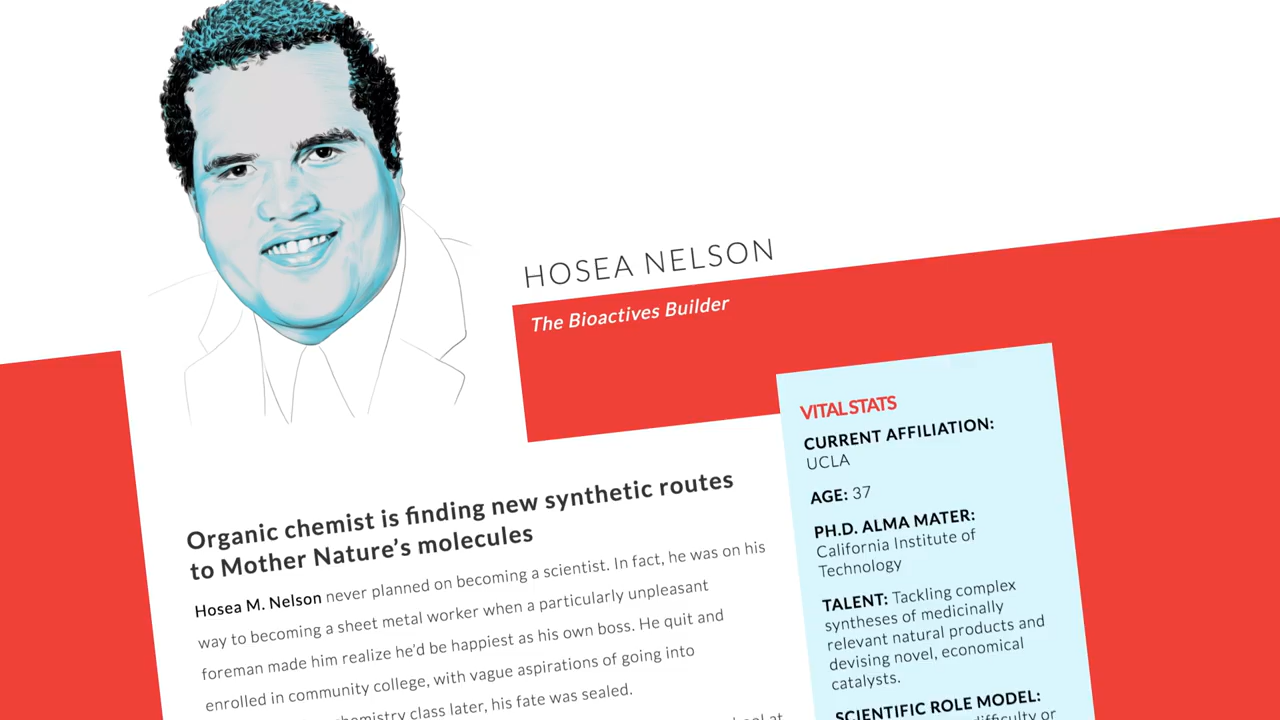 HOSEA NELSON
The Bioactives Builder
Organic chemist is finding new synthetic routes
to Mother Nature's molecules
Hosea M. Nelson never planned on becoming a scientist. In fact, he was on his
way to becoming a sheet metal worker when a particularly unpleasant
foreman made him realize he'd be happiest as his own boss. He quit and
enrolled in community college, with vague aspirations of going into
chemistry class later, his fate was sealed.
at
VITAL STATS
CURRENT AFFILIATION:
UCLA
AGE: 37
PH.D. ALMA MATER:
California Institute of
Technology
TALENT: Tackling complex
syntheses of medicinally
relevant natural products and
devising novel, economical
catalysts.
SCIENTIFIC ROLE MODEL:
difficulty or